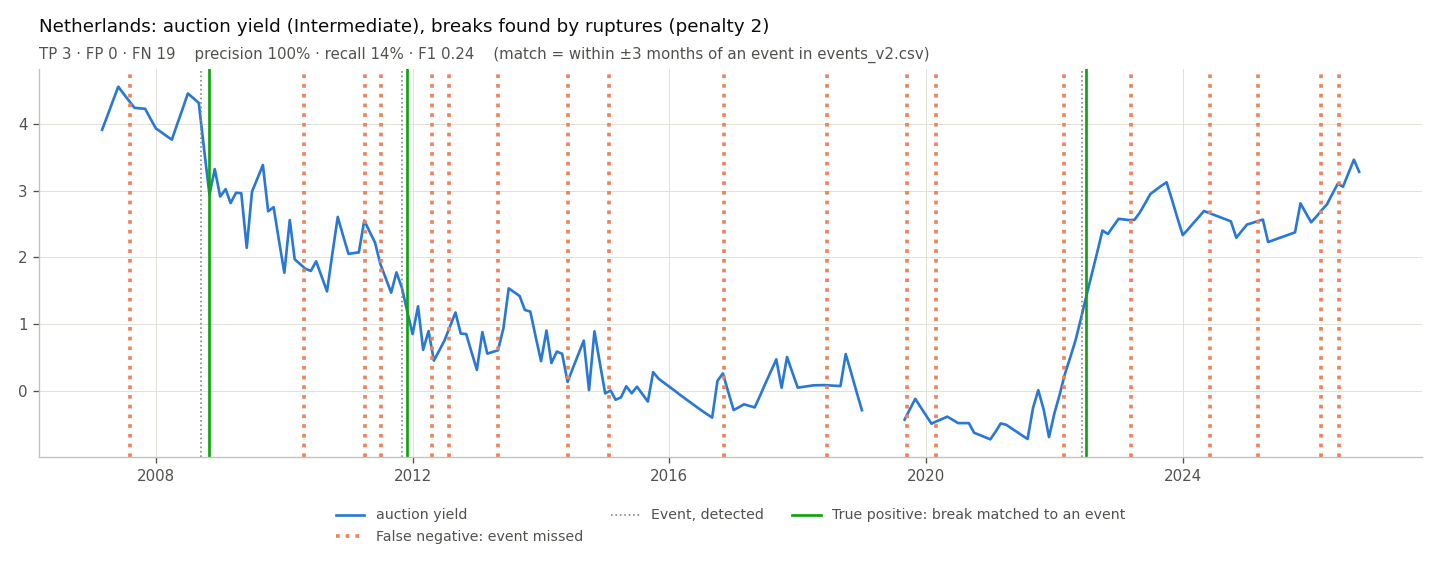 Netherlands: auction yield (Intermediate), breaks found by ruptures (penalty 2)
TP 3 · FP 0 · FN 19    precision 100% · recall 14% · F1 0.24    (match = within ±3 months of an event in events_v2.csv)
4
3
2
1
0
2008 2012 2016 2020 2024
auction yield    Event, detected    True positive: break matched to an event
False negative: event missed